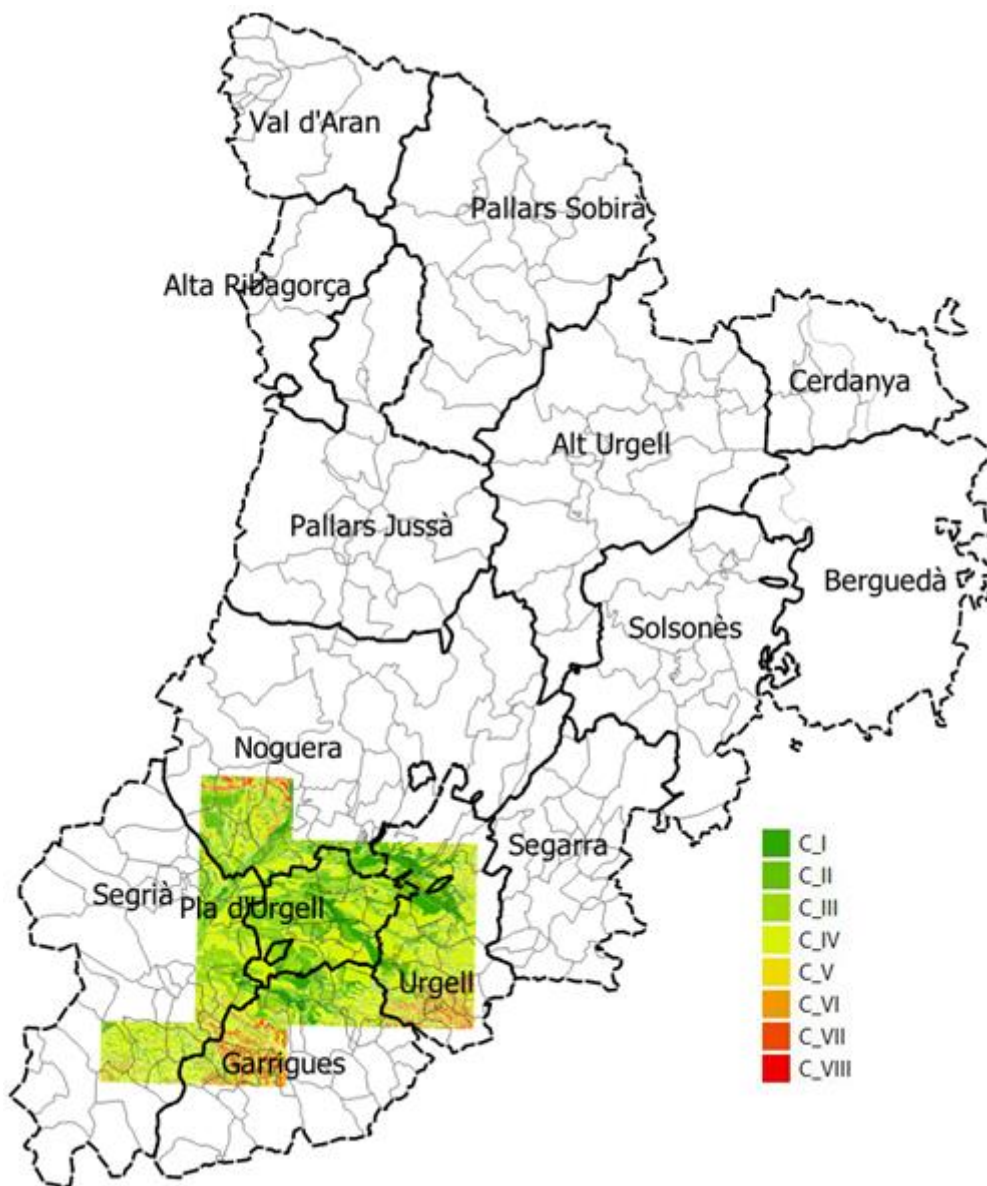 Val d'Aran
Pallars Sobirà
Alta Ribagorça
Cerdanya
Alt Urgell
Pallars Jussà
Berguedà
Solsonès
Noguera
Segarra
Segrià
Pla d'Urgell
Urgell
Garrigues
C_I
C_II
C_III
C_IV
C_V
C_VI
C_VII
C_VIII